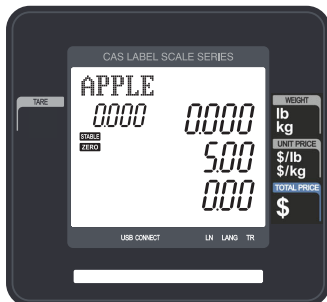 CAS LABEL SCALE SERIES
APPLE
TARE
0.000
0.000
WEIGHT
lb
kg
STABLE
ZERO
5.00
UNIT PRICE
$/lb
$/kg
0.00
TOTAL PRICE
$
USB CONNECT LN LANG TR